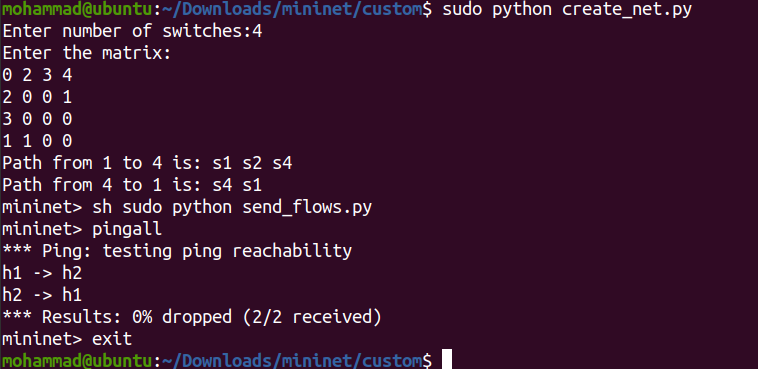 mohammad@ubuntu:~/Downloads/mininet/custom$ sudo python create_net.py
Enter number of switches:4
Enter the matrix:
0 2 3 4
2 0 0 1
3 0 0 0
1 1 0 0
Path from 1 to 4 is: s1 s2 s4
Path from 4 to 1 is: s4 s1
mininet> sh sudo python send_flows.py
mininet> pingall
*** Ping: testing ping reachability
h1 -> h2
h2 -> h1
*** Results: 0% dropped (2/2 received)
mininet> exit
mohammad@ubuntu:~/Downloads/mininet/custom$